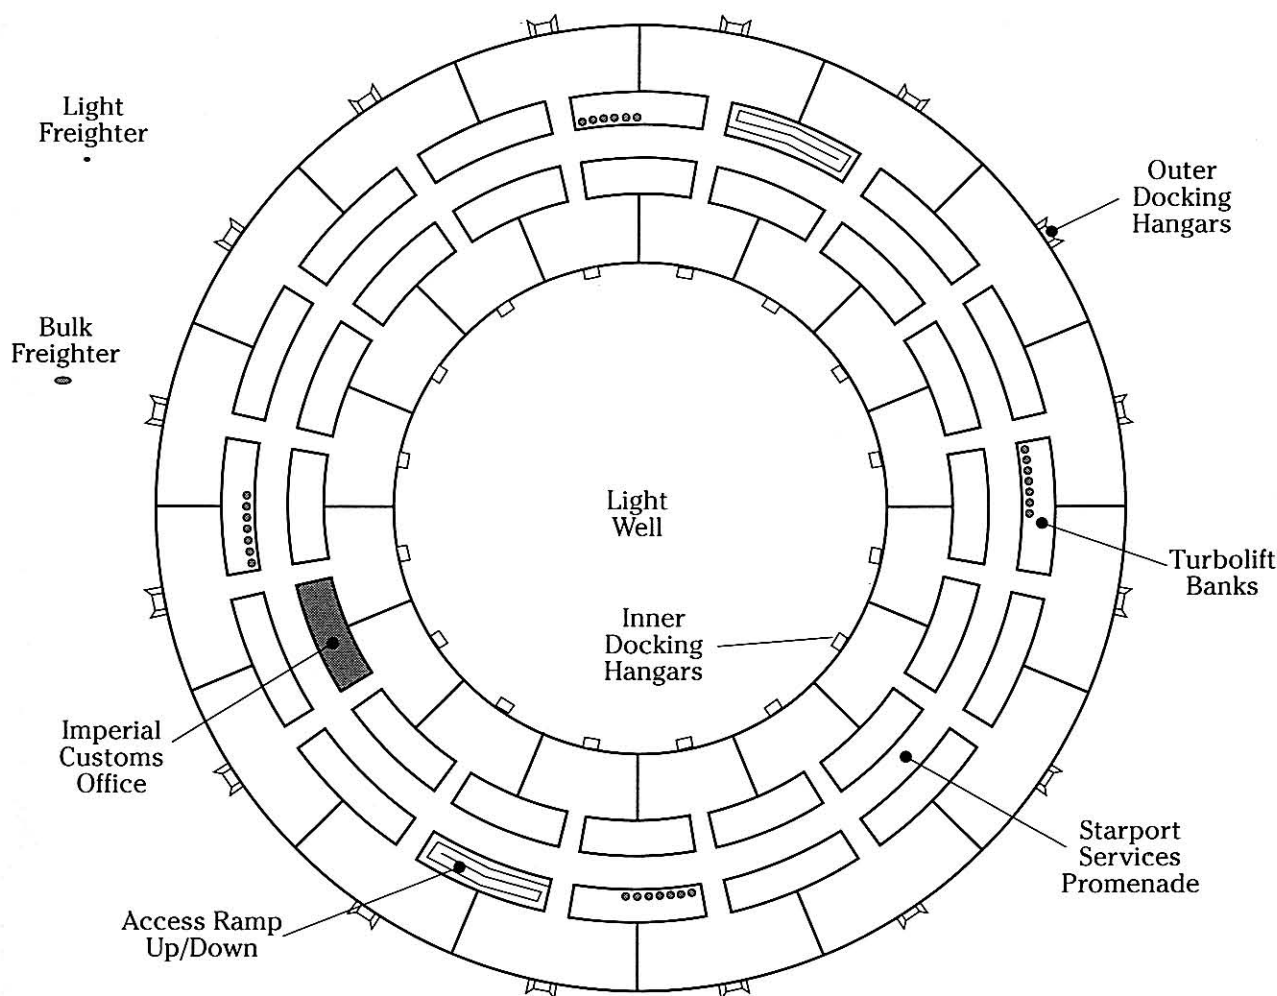 Light
Freighter
Outer
Docking
Hangars
Bulk
Freighter
Light
Well
Turbolift
Banks
Inner
Docking
Hangars
Imperial
Customs
Office
Starport
Services
Promenade
Access Ramp
Up/Down